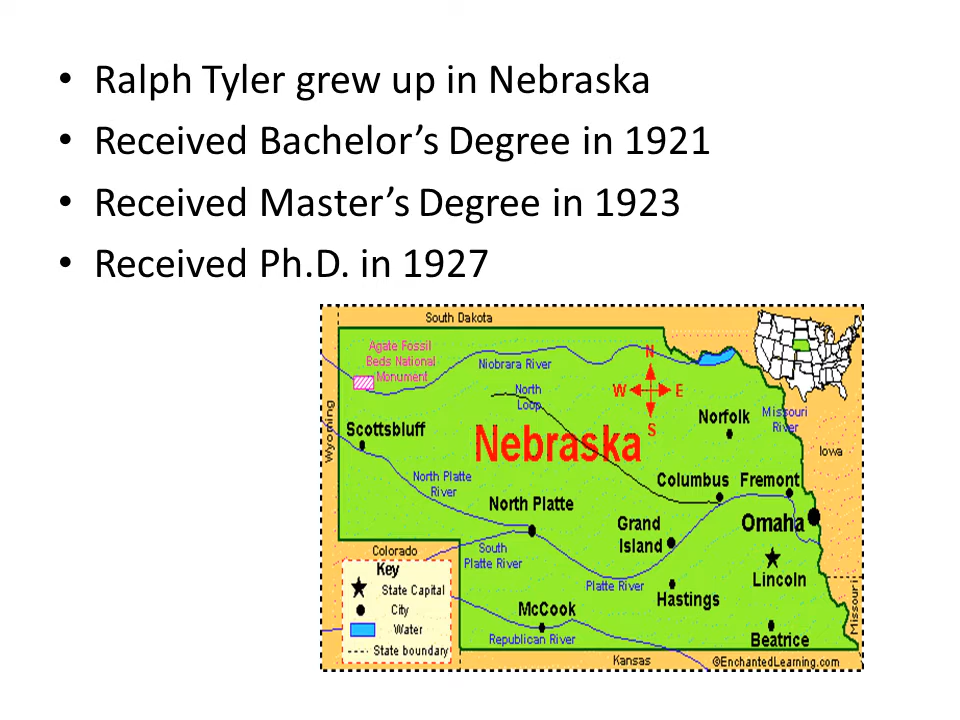 • Ralph Tyler grew up in Nebraska
• Received Bachelor’s Degree in 1921
• Received Master’s Degree in 1923
• Received Ph.D. in 1927
South Dakota
Agate Fossil
Beds National
Monument
Niobrara River
N
W E
S
North
Loop
Missouri
River
Norfolk
Wyoming
Scottsbluff
Nebraska
Iowa
North Platte
River
Columbus
Fremont
North Platte
Omaha
Grand
Island
South
Platte River
Colorado
Platte River
Lincoln
Hastings
Key
State Capital
City
Water
State boundary
McCook
Republican River
Beatrice
Missouri
Kansas
©EnchantedLearning.com